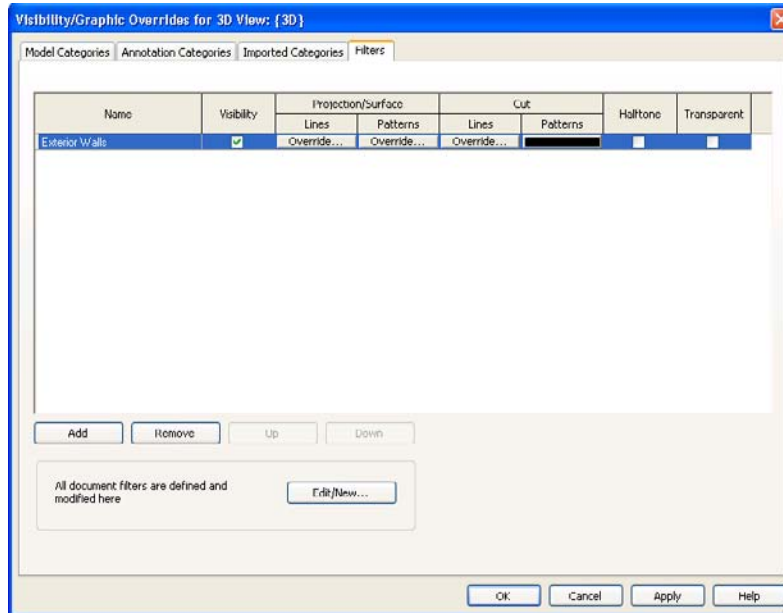 Visibility/Graphic Overrides for 3D View: {3D}
Model Categories Annotation Categories Imported Categories Filters
Name Visibility Projection/Surface Cut Halftone Transparent
Lines Patterns Lines Patterns
Exterior Walls Override... Override... Override...
Add Remove Up Down
All document filters are defined and
modified here
Edit/New...
OK Cancel Apply Help